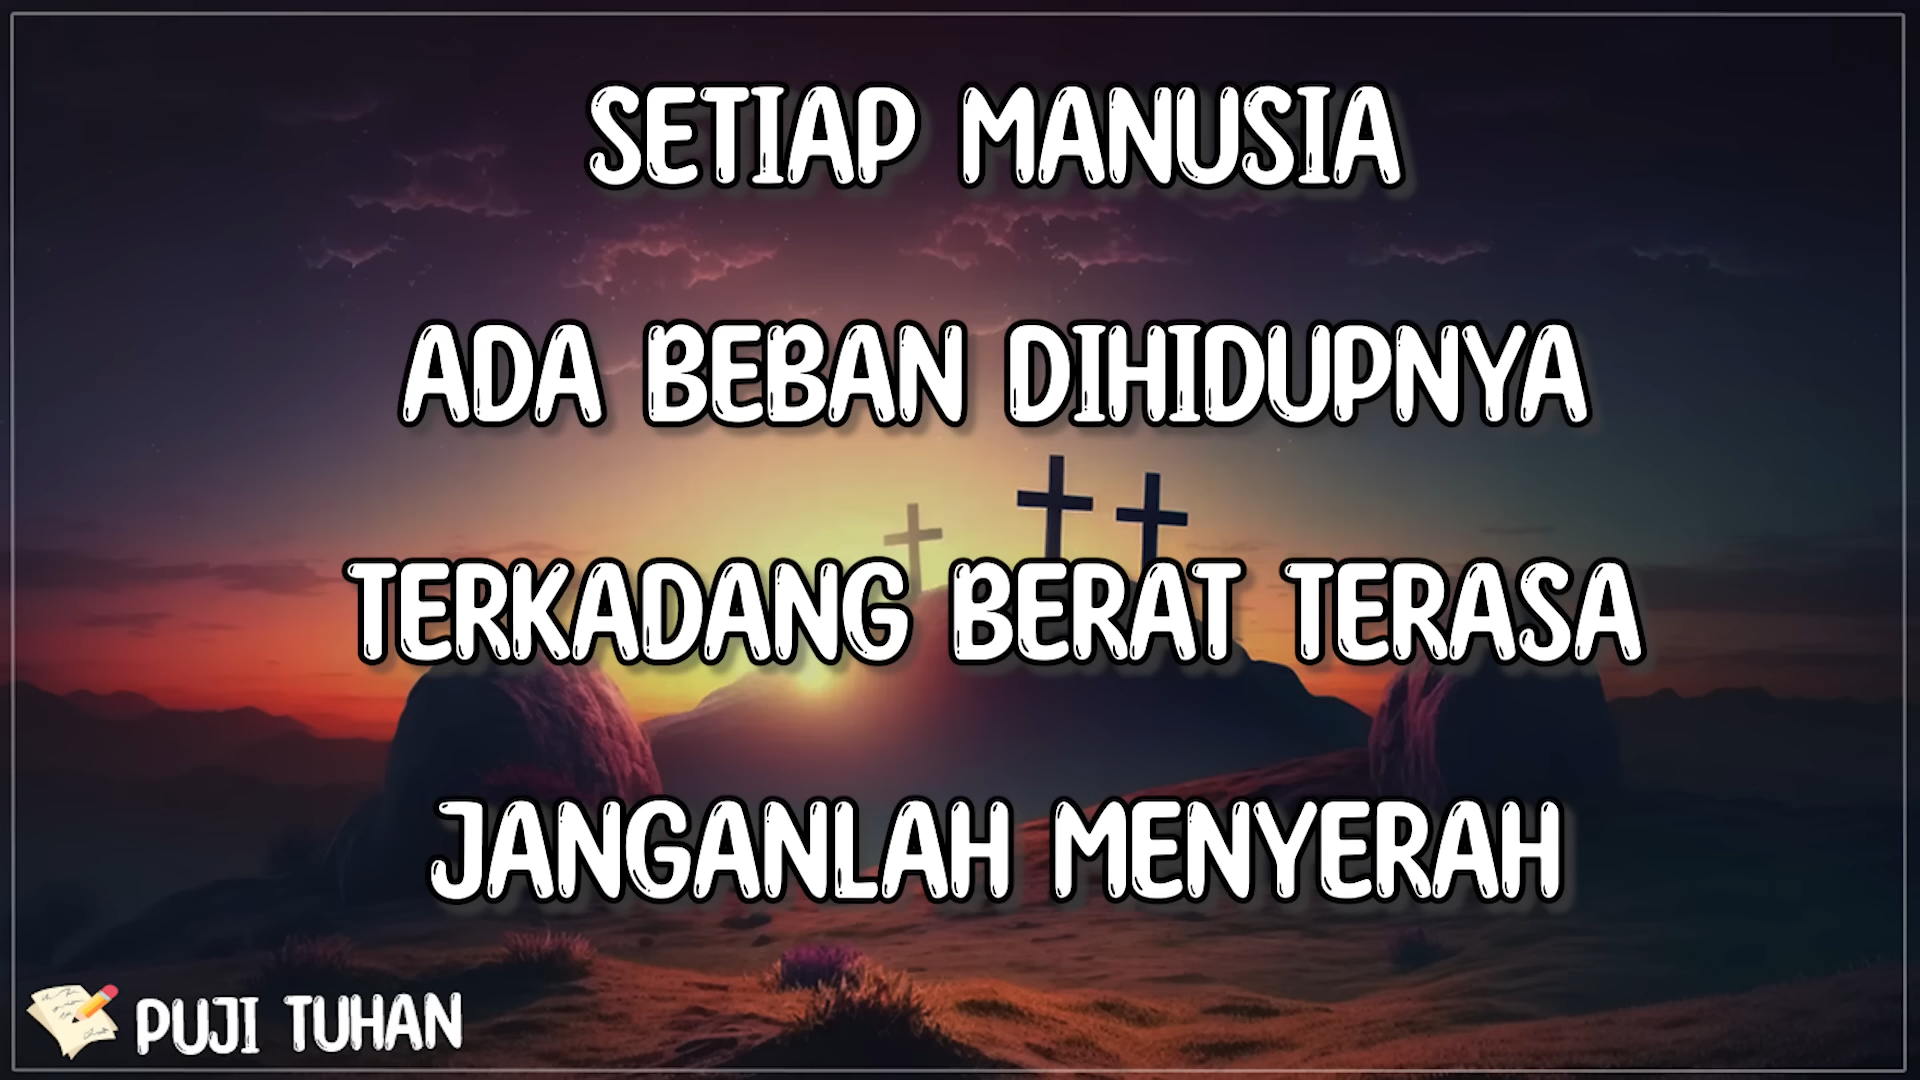 SETIAP MANUSIA
ADA BEBAN DIHIDUPNYA
TERKADANG BERAT TERASA
JANGANLAH MENYERAH
PUJI TUHAN